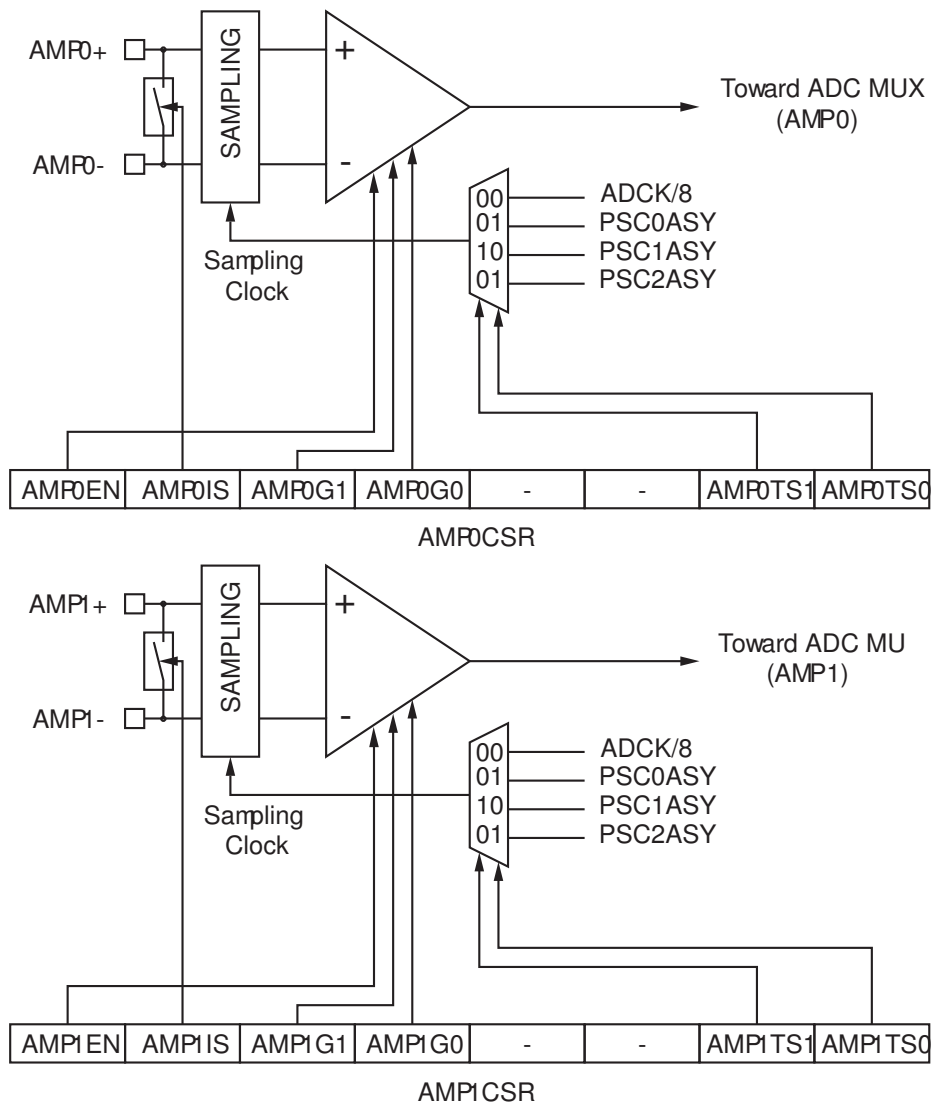 AMP0+
SAMPLING
+
Toward ADC MUX
(AMP0)
AMP0-
-
00 ADCK/8
01 PSC0ASY
10 PSC1ASY
01 PSC2ASY
Sampling
Clock
AMP0EN AMP0IS AMP0G1 AMP0G0 - - AMP0TS1 AMP0TS0
AMP0CSR
AMP1+
SAMPLING
+
Toward ADC MU
(AMP1)
AMP1-
-
00 ADCK/8
01 PSC0ASY
10 PSC1ASY
01 PSC2ASY
Sampling
Clock
AMP1EN AMP1IS AMP1G1 AMP1G0 - - AMP1TS1 AMP1TS0
AMP1CSR